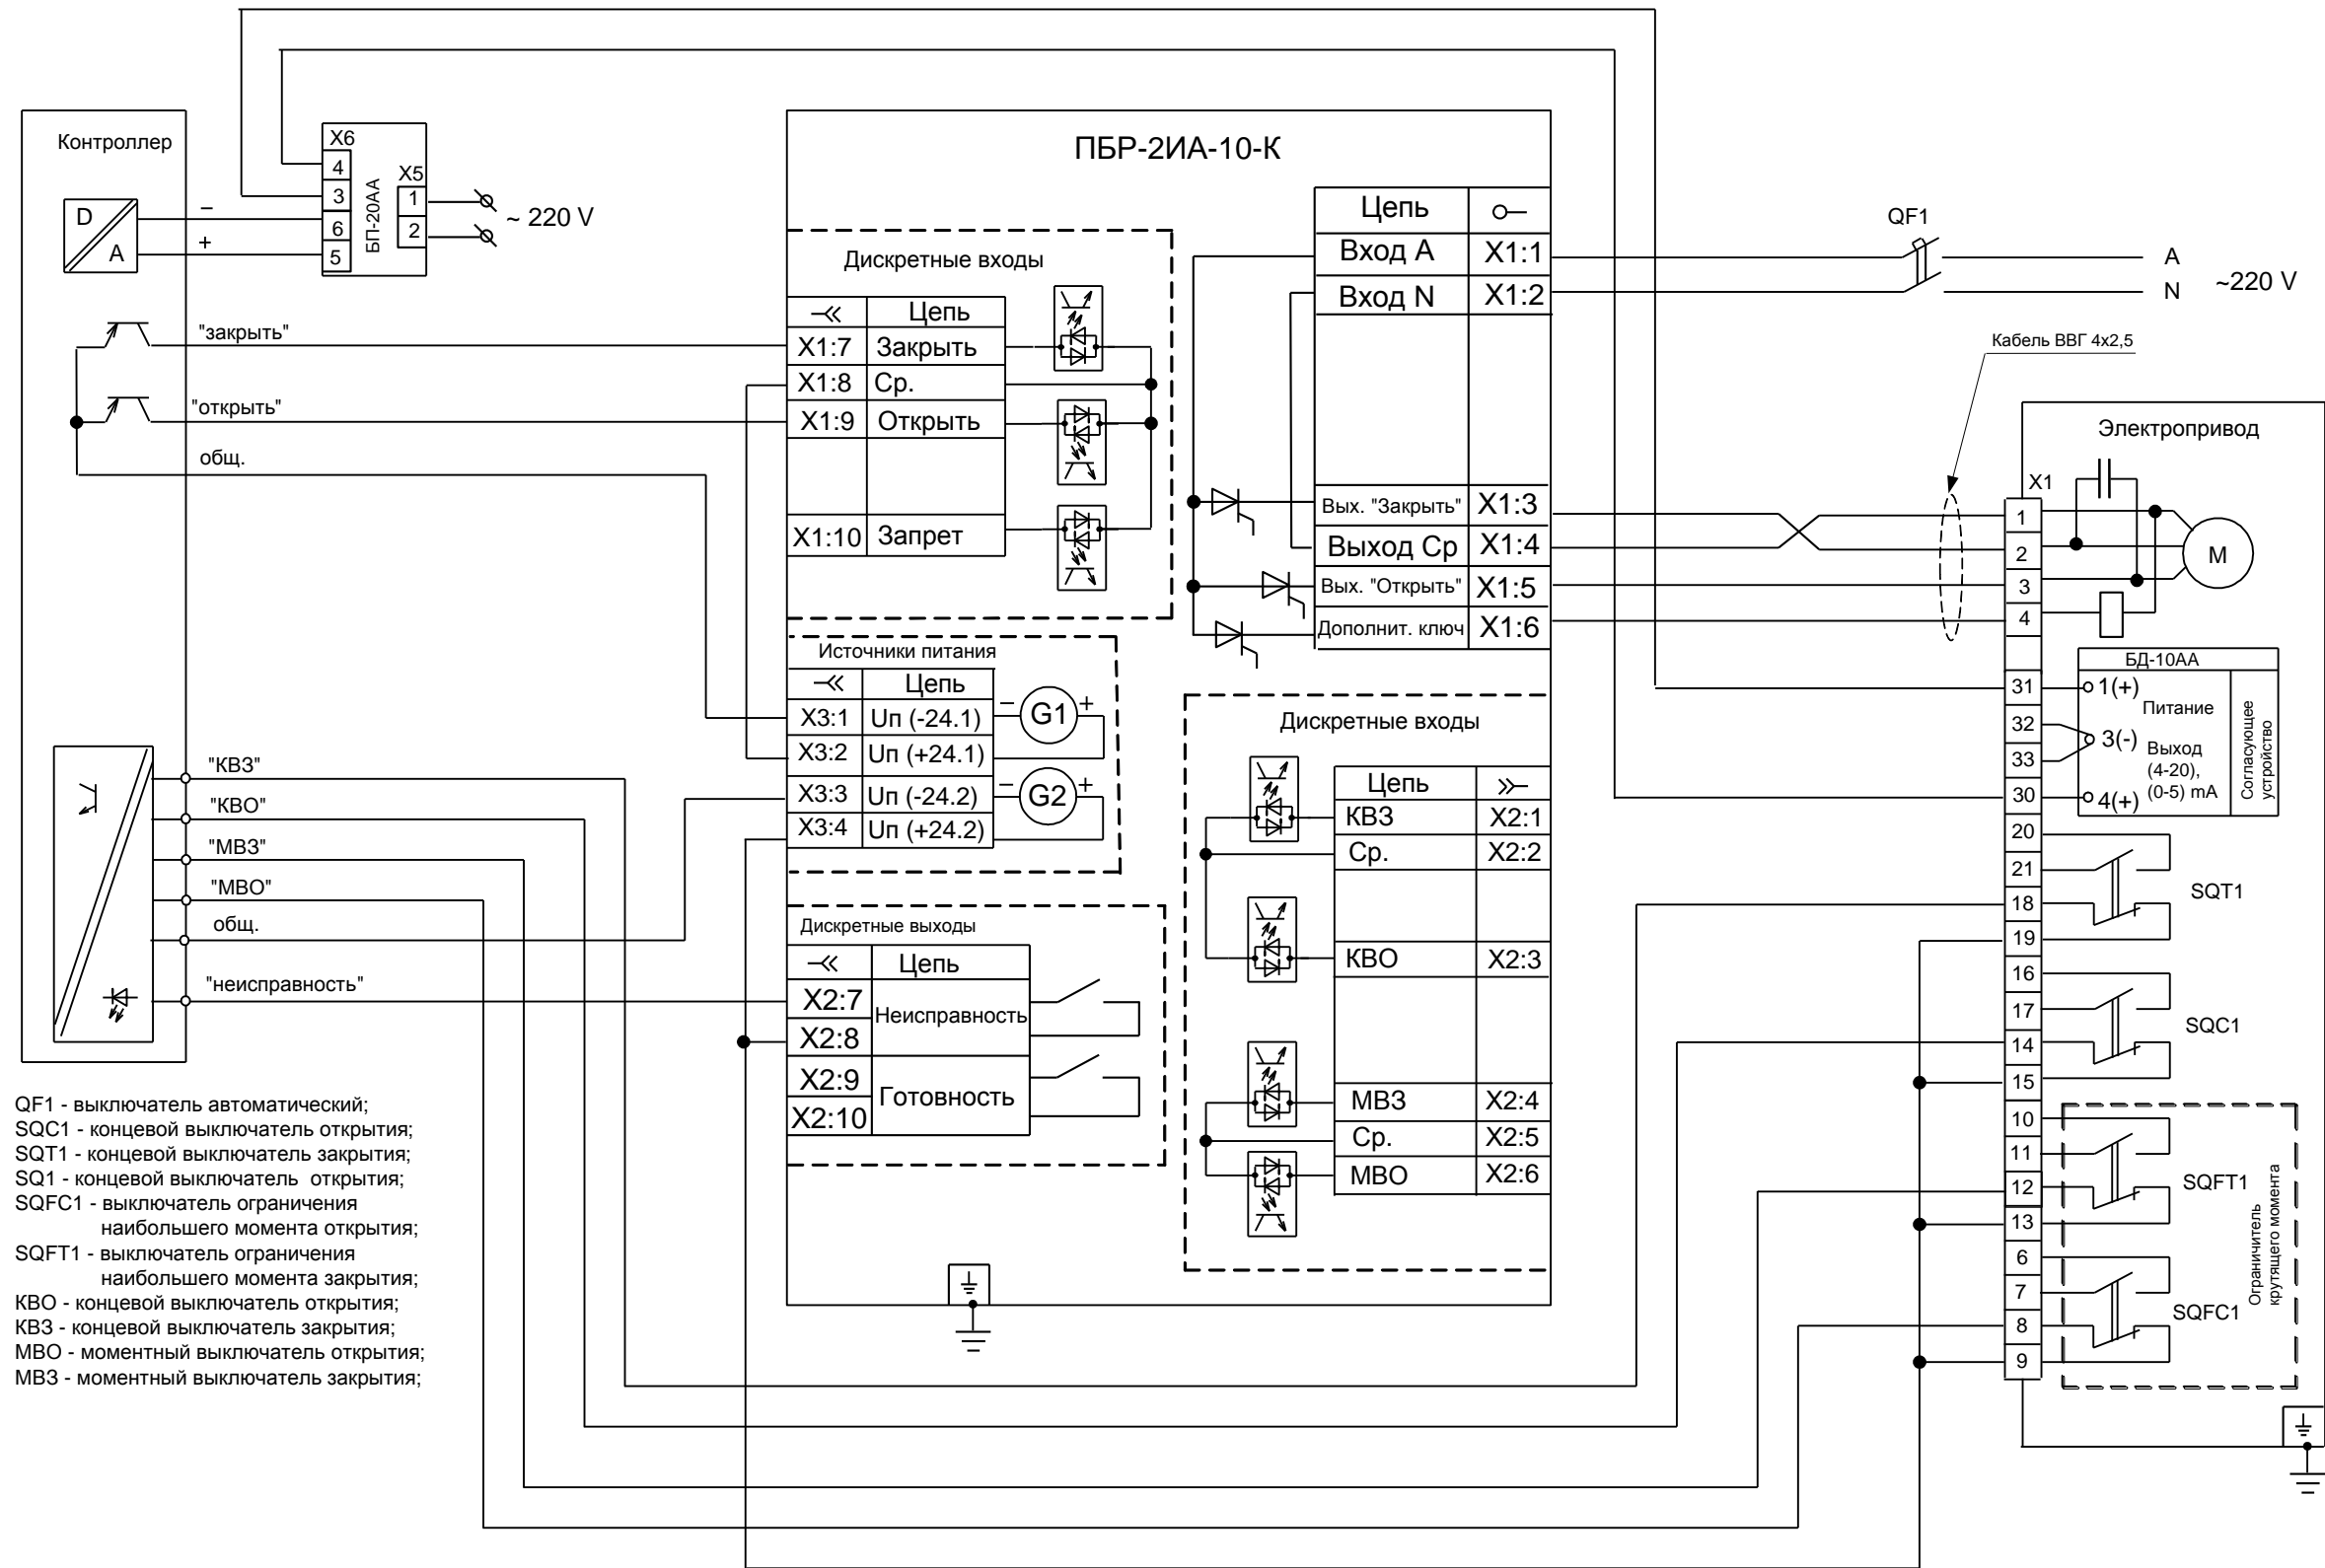 Контроллер
D
A
−
+
X6
4
3
6
5
БП-20АА
X5
1
2
~ 220 V
"закрыть"
"открыть"
общ.
"КВЗ"
"КВО"
"МВЗ"
"МВО"
общ.
"неисправность"
ПБР-2ИА-10-К
Дискретные входы
Цепь
X1:7 Закрыть
X1:8 Ср.
X1:9 Открыть
X1:10 Запрет
Источники питания
Цепь
X3:1 Uп (-24.1)
X3:2 Uп (+24.1)
X3:3 Uп (-24.2)
X3:4 Uп (+24.2)
− G1 +
− G2 +
Дискретные выходы
Цепь
X2:7
Неисправность
X2:8
X2:9
Готовность
X2:10
Цепь
Вход А X1:1
Вход N X1:2
Вых. "Закрыть" X1:3
Выход Ср X1:4
Вых. "Открыть" X1:5
Дополнит. ключ X1:6
Дискретные входы
Цепь
КВЗ X2:1
Ср. X2:2
КВО X2:3
МВЗ X2:4
Ср. X2:5
МВО X2:6
QF1
A
N
~220 V
Кабель ВВГ 4х2,5
Электропривод
X1
1
2
3
4
31
32
33
30
20
21
18
19
16
17
14
15
10
11
12
13
6
7
8
9
M
БД-10АА
1(+)
Питание
3(-)
Выход
(4-20),
(0-5) mA
4(+)
Согласующее
устройство
SQT1
SQC1
SQFT1
SQFC1
Ограничитель
крутящего момента
QF1 - выключатель автоматический;
SQC1 - концевой выключатель открытия;
SQT1 - концевой выключатель закрытия;
SQ1 - концевой выключатель открытия;
SQFC1 - выключатель ограничения
наибольшего момента открытия;
SQFT1 - выключатель ограничения
наибольшего момента закрытия;
КВО - концевой выключатель открытия;
КВЗ - концевой выключатель закрытия;
МВО - моментный выключатель открытия;
МВЗ - моментный выключатель закрытия;